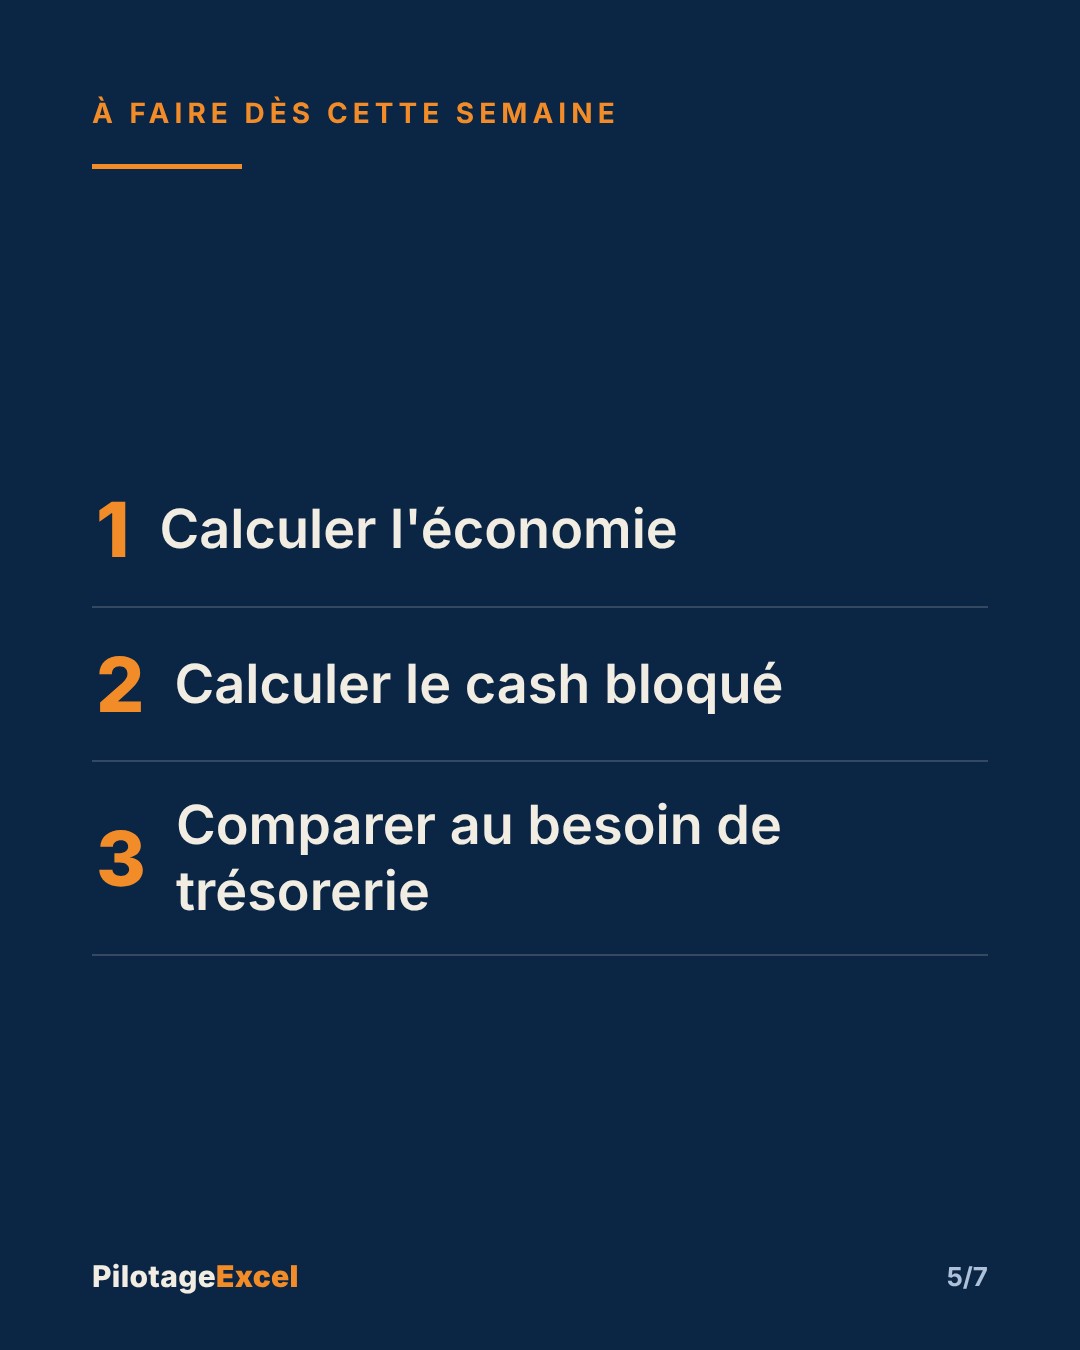 À FAIRE DÈS CETTE SEMAINE
1 Calculer l'économie
2 Calculer le cash bloqué
3 Comparer au besoin de
trésorerie
PilotageExcel
5/7